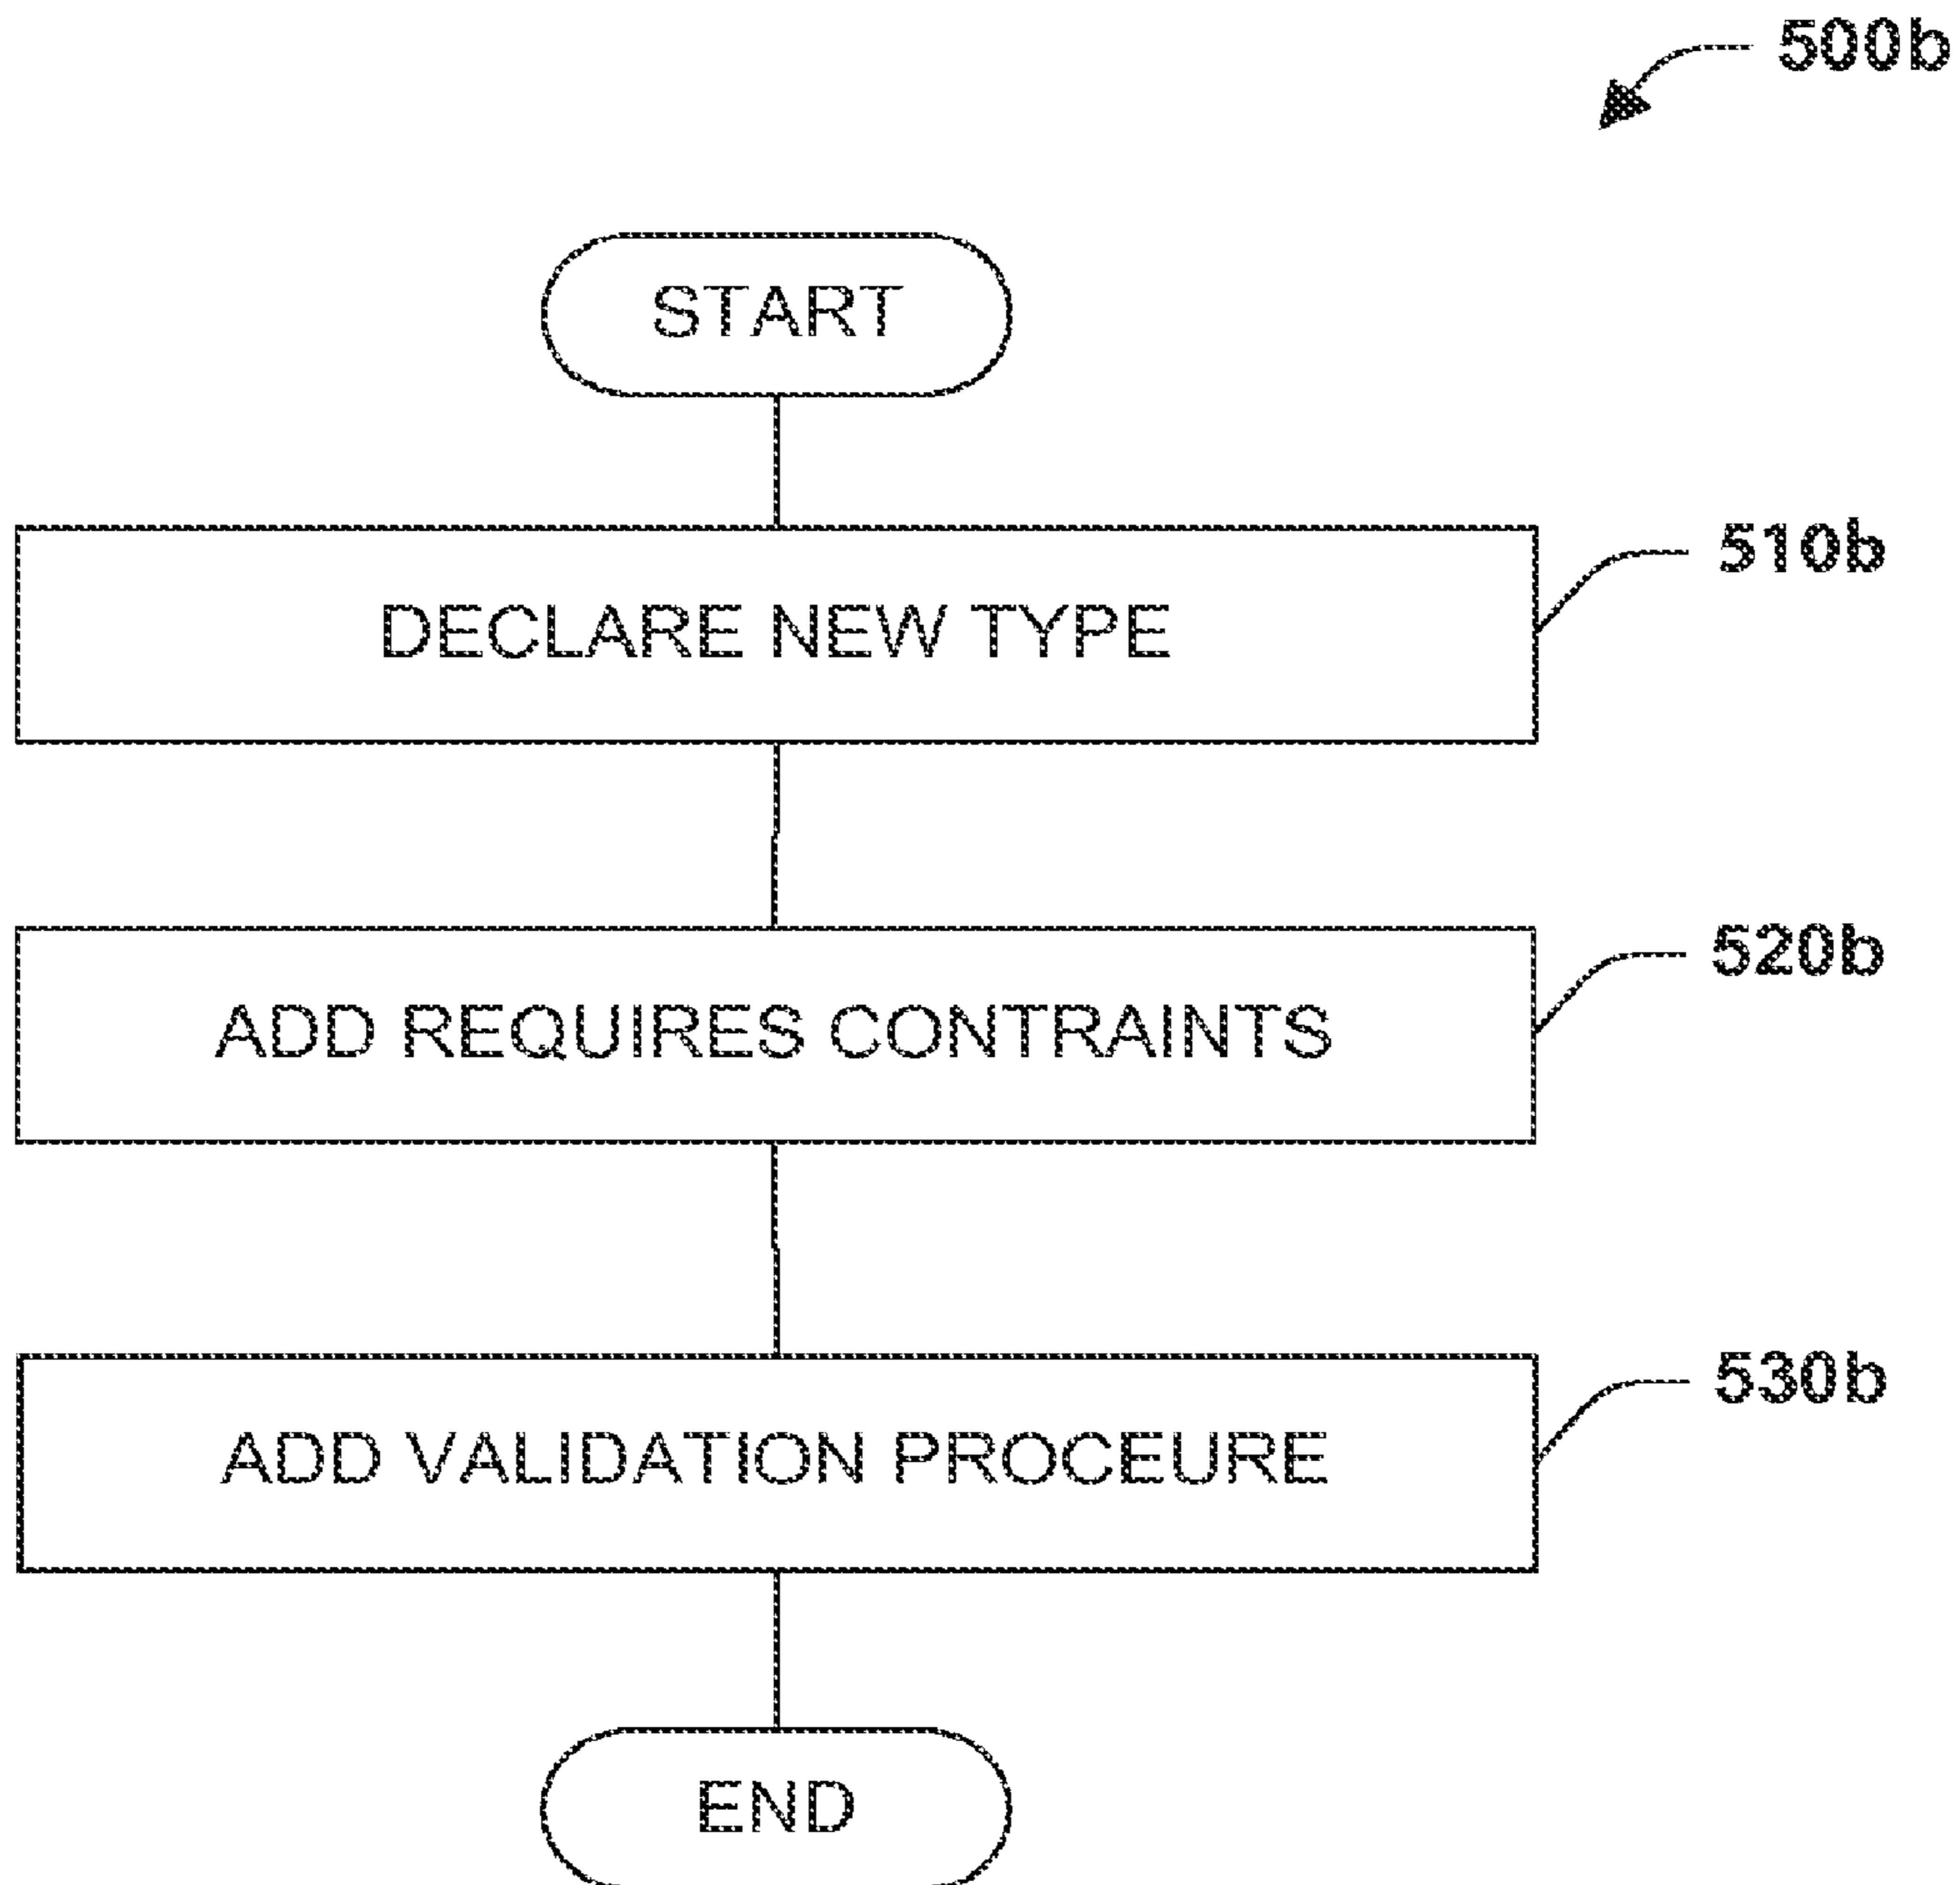 500b
START
DECLARE NEW TYPE
510b
ADD REQUIRES CONTRAINTS
520b
ADD VALIDATION PROCEURE
530b
END